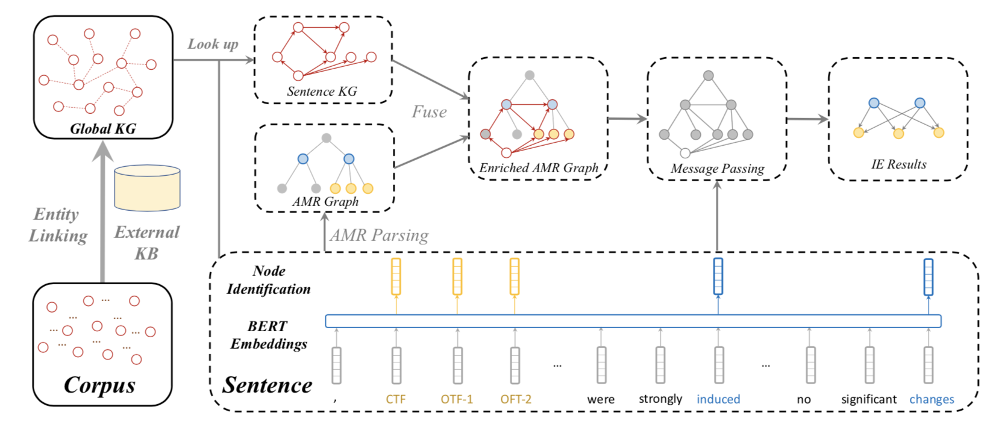 Look up
Global KG
Sentence KG
Fuse
AMR Graph
Enriched AMR Graph
Message Passing
IE Results
Entity
Linking
External
KB
AMR Parsing
Corpus
Node
Identification
BERT
Embeddings
... ...
Sentence
, CTF OTF-1 OFT-2 were strongly induced no significant changes
... ... ... ... ... ... ... ...